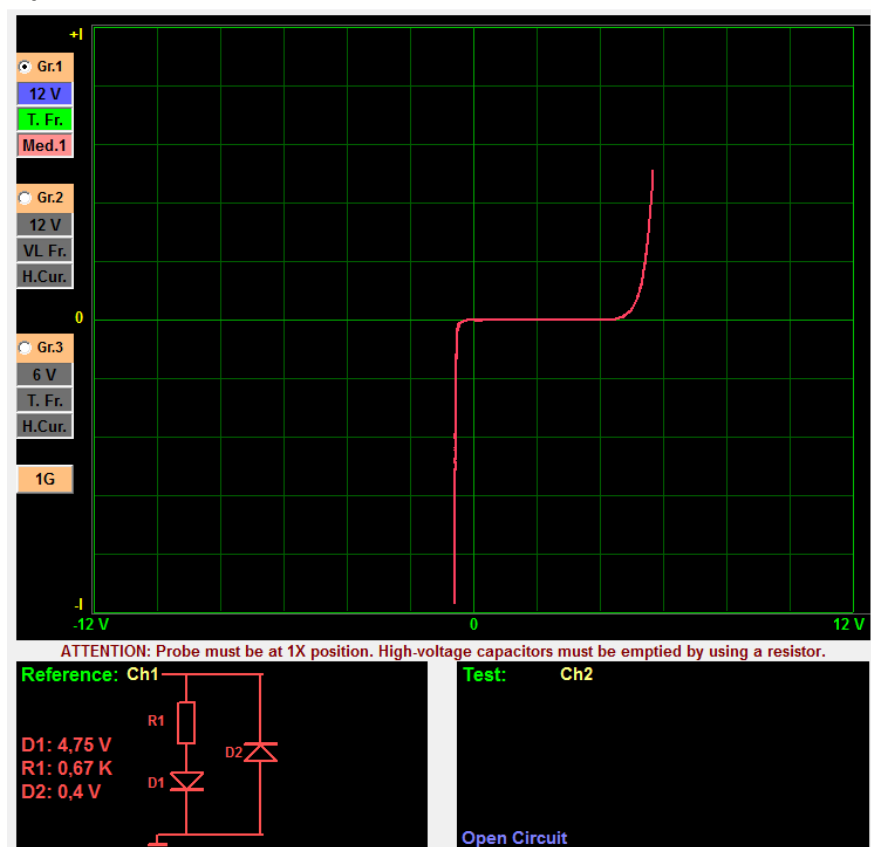 +I
Gr.1
12 V
T. Fr.
Med.1
Gr.2
12 V
VL Fr.
H.Cur.
0
Gr.3
6 V
T. Fr.
H.Cur.
1G
-I
-12 V 0 12 V
ATTENTION: Probe must be at 1X position. High-voltage capacitors must be emptied by using a resistor.
Reference: Ch1
R1
D1: 4,75 V
D2
R1: 0,67 K
D1
D2: 0,4 V
Test: Ch2
Open Circuit